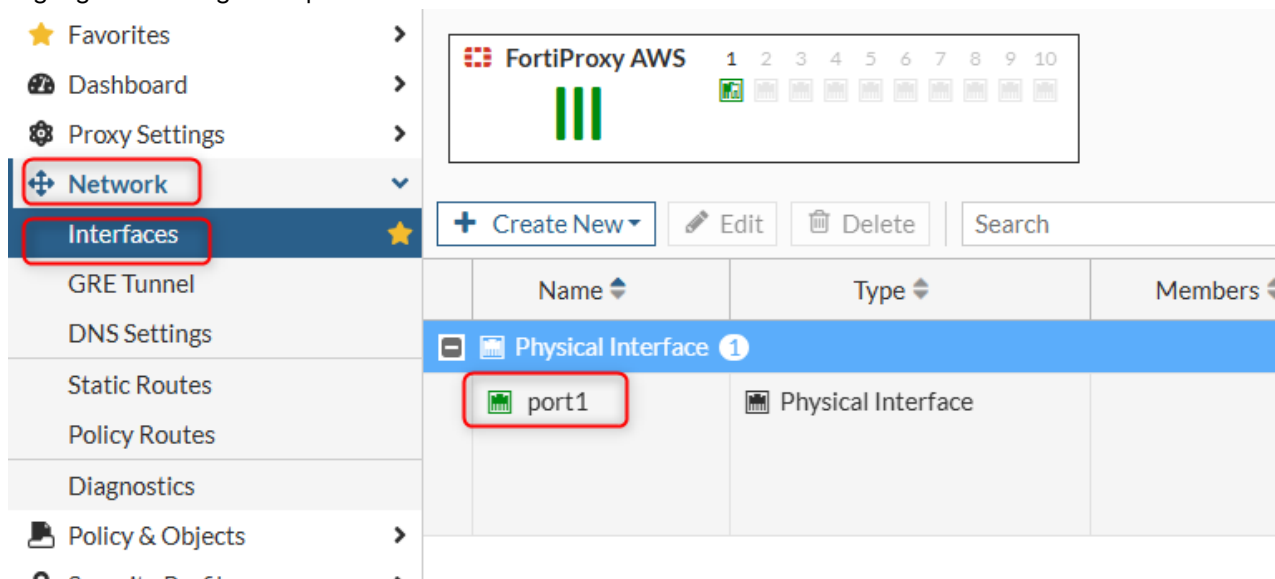 Favorites
Dashboard
Proxy Settings
Network
Interfaces
GRE Tunnel
DNS Settings
Static Routes
Policy Routes
Diagnostics
Policy & Objects
FortiProxy AWS 1 2 3 4 5 6 7 8 9 10
+ Create New Edit Delete Search
Name Type Members
Physical Interface 1
port1 Physical Interface